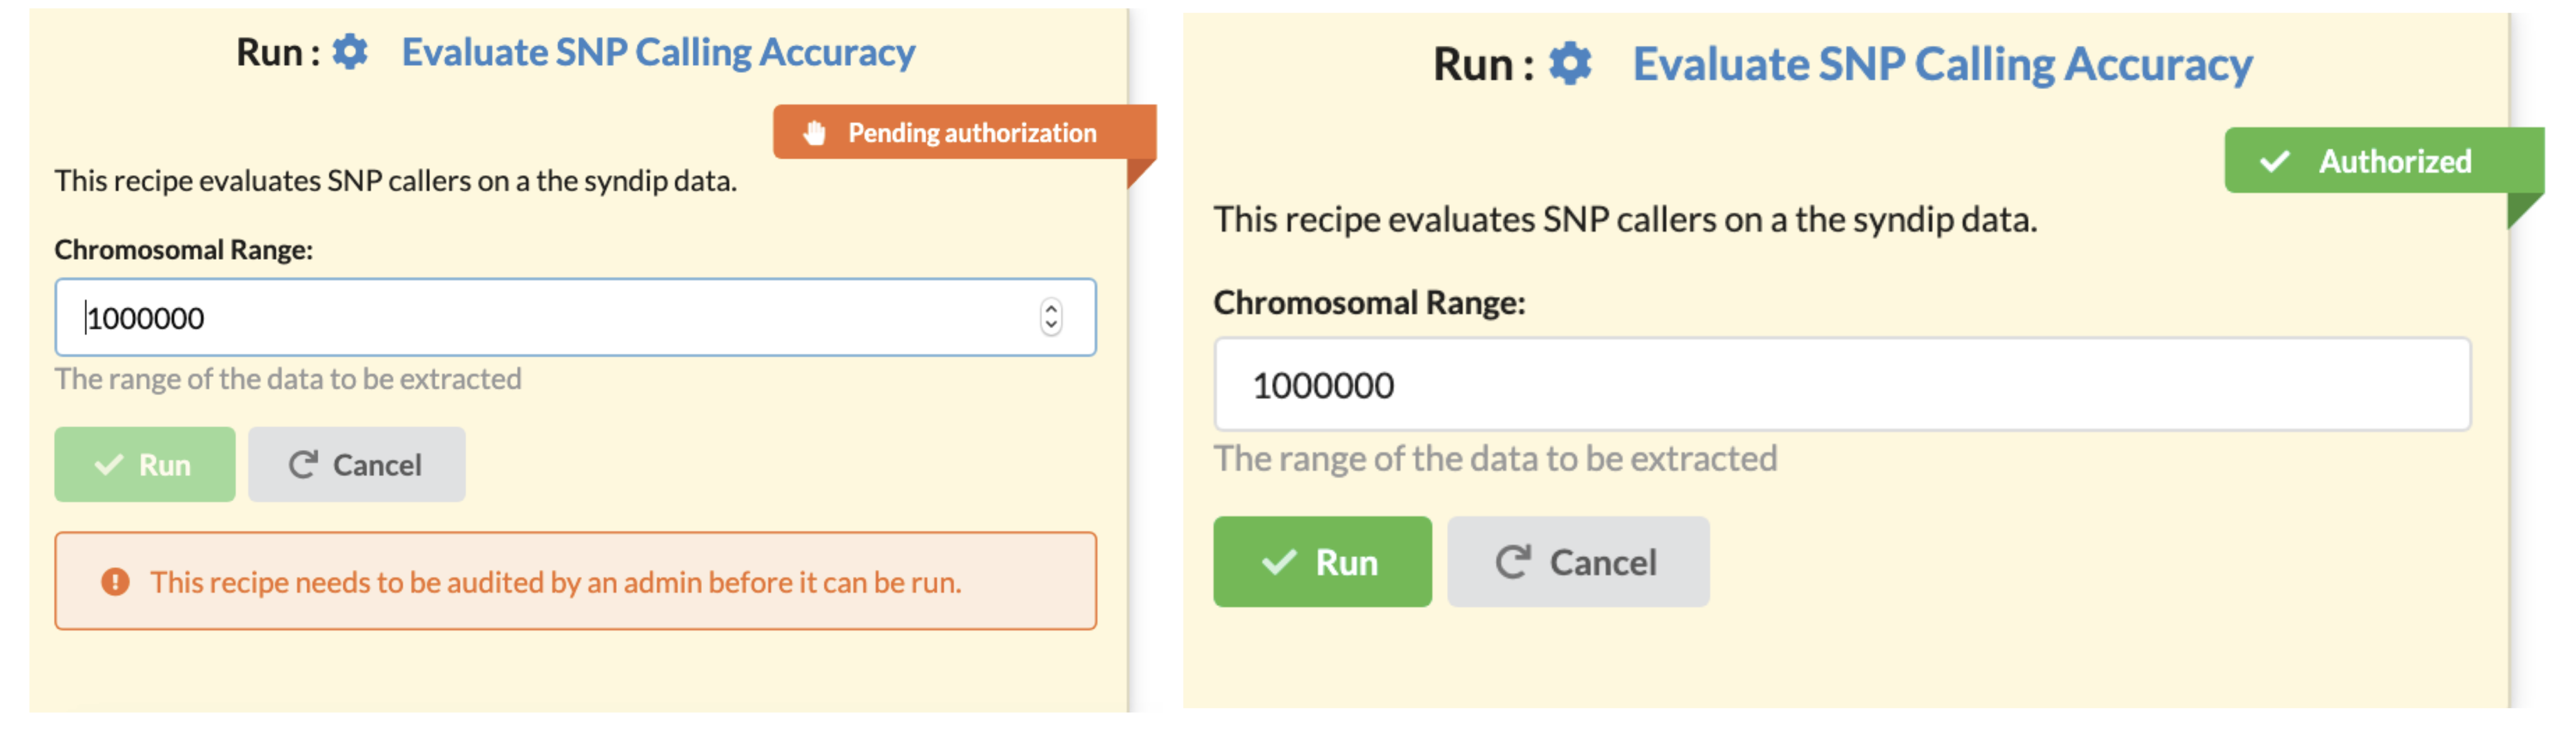 Run : Evaluate SNP Calling Accuracy
Pending authorization
This recipe evaluates SNP callers on a the syndip data.
Chromosomal Range:
1000000
The range of the data to be extracted
Run Cancel
This recipe needs to be audited by an admin before it can be run.
Run : Evaluate SNP Calling Accuracy
Authorized
This recipe evaluates SNP callers on a the syndip data.
Chromosomal Range:
1000000
The range of the data to be extracted
Run Cancel